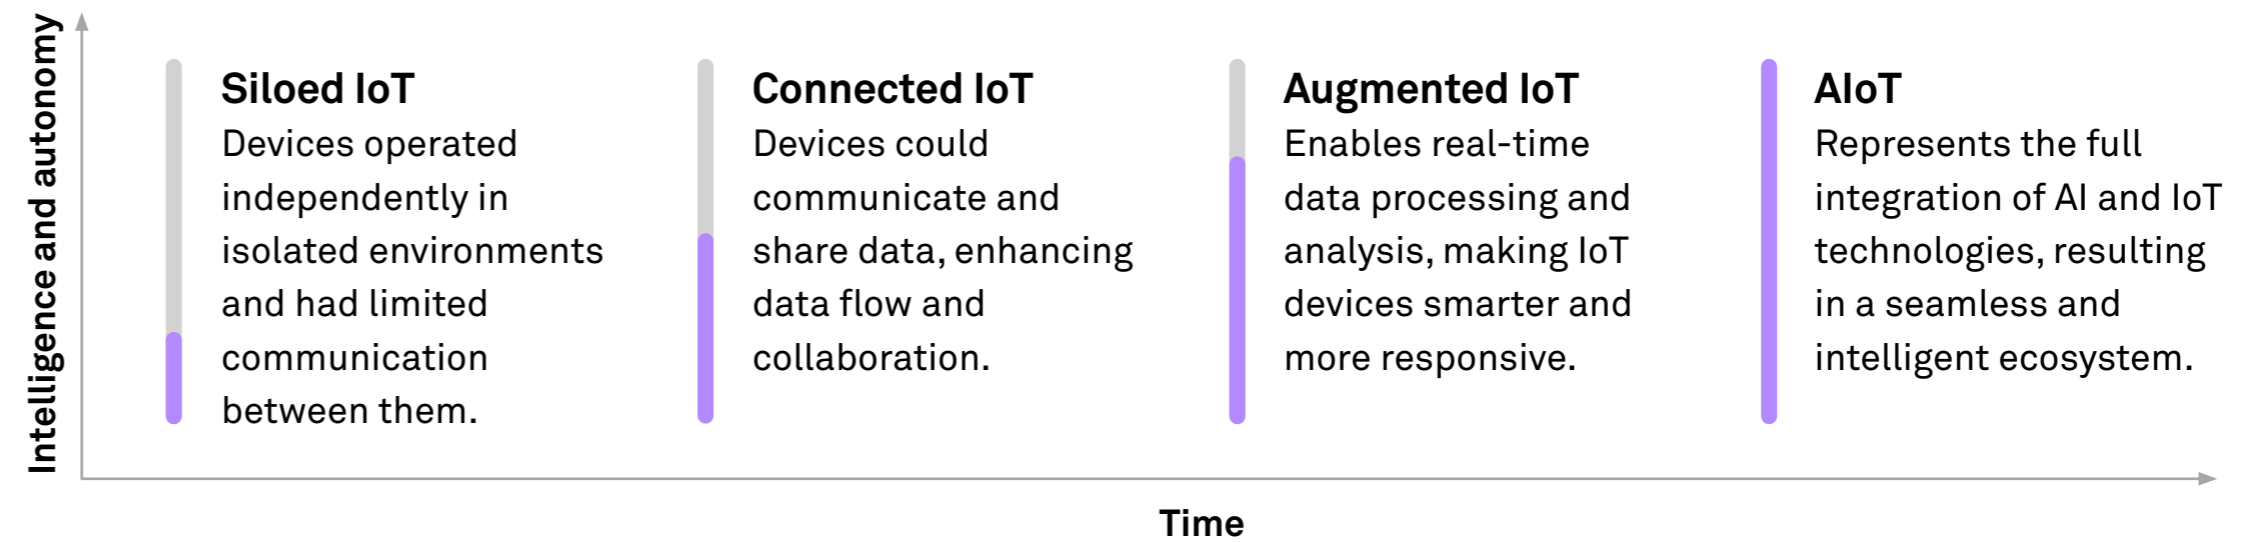 Intelligence and autonomy
Siloed IoT
Devices operated
independently in
isolated environments
and had limited
communication
between them.
Connected IoT
Devices could
communicate and
share data, enhancing
data flow and
collaboration.
Augmented IoT
Enables real-time
data processing and
analysis, making IoT
devices smarter and
more responsive.
AIoT
Represents the full
integration of AI and IoT
technologies, resulting
in a seamless and
intelligent ecosystem.
Time